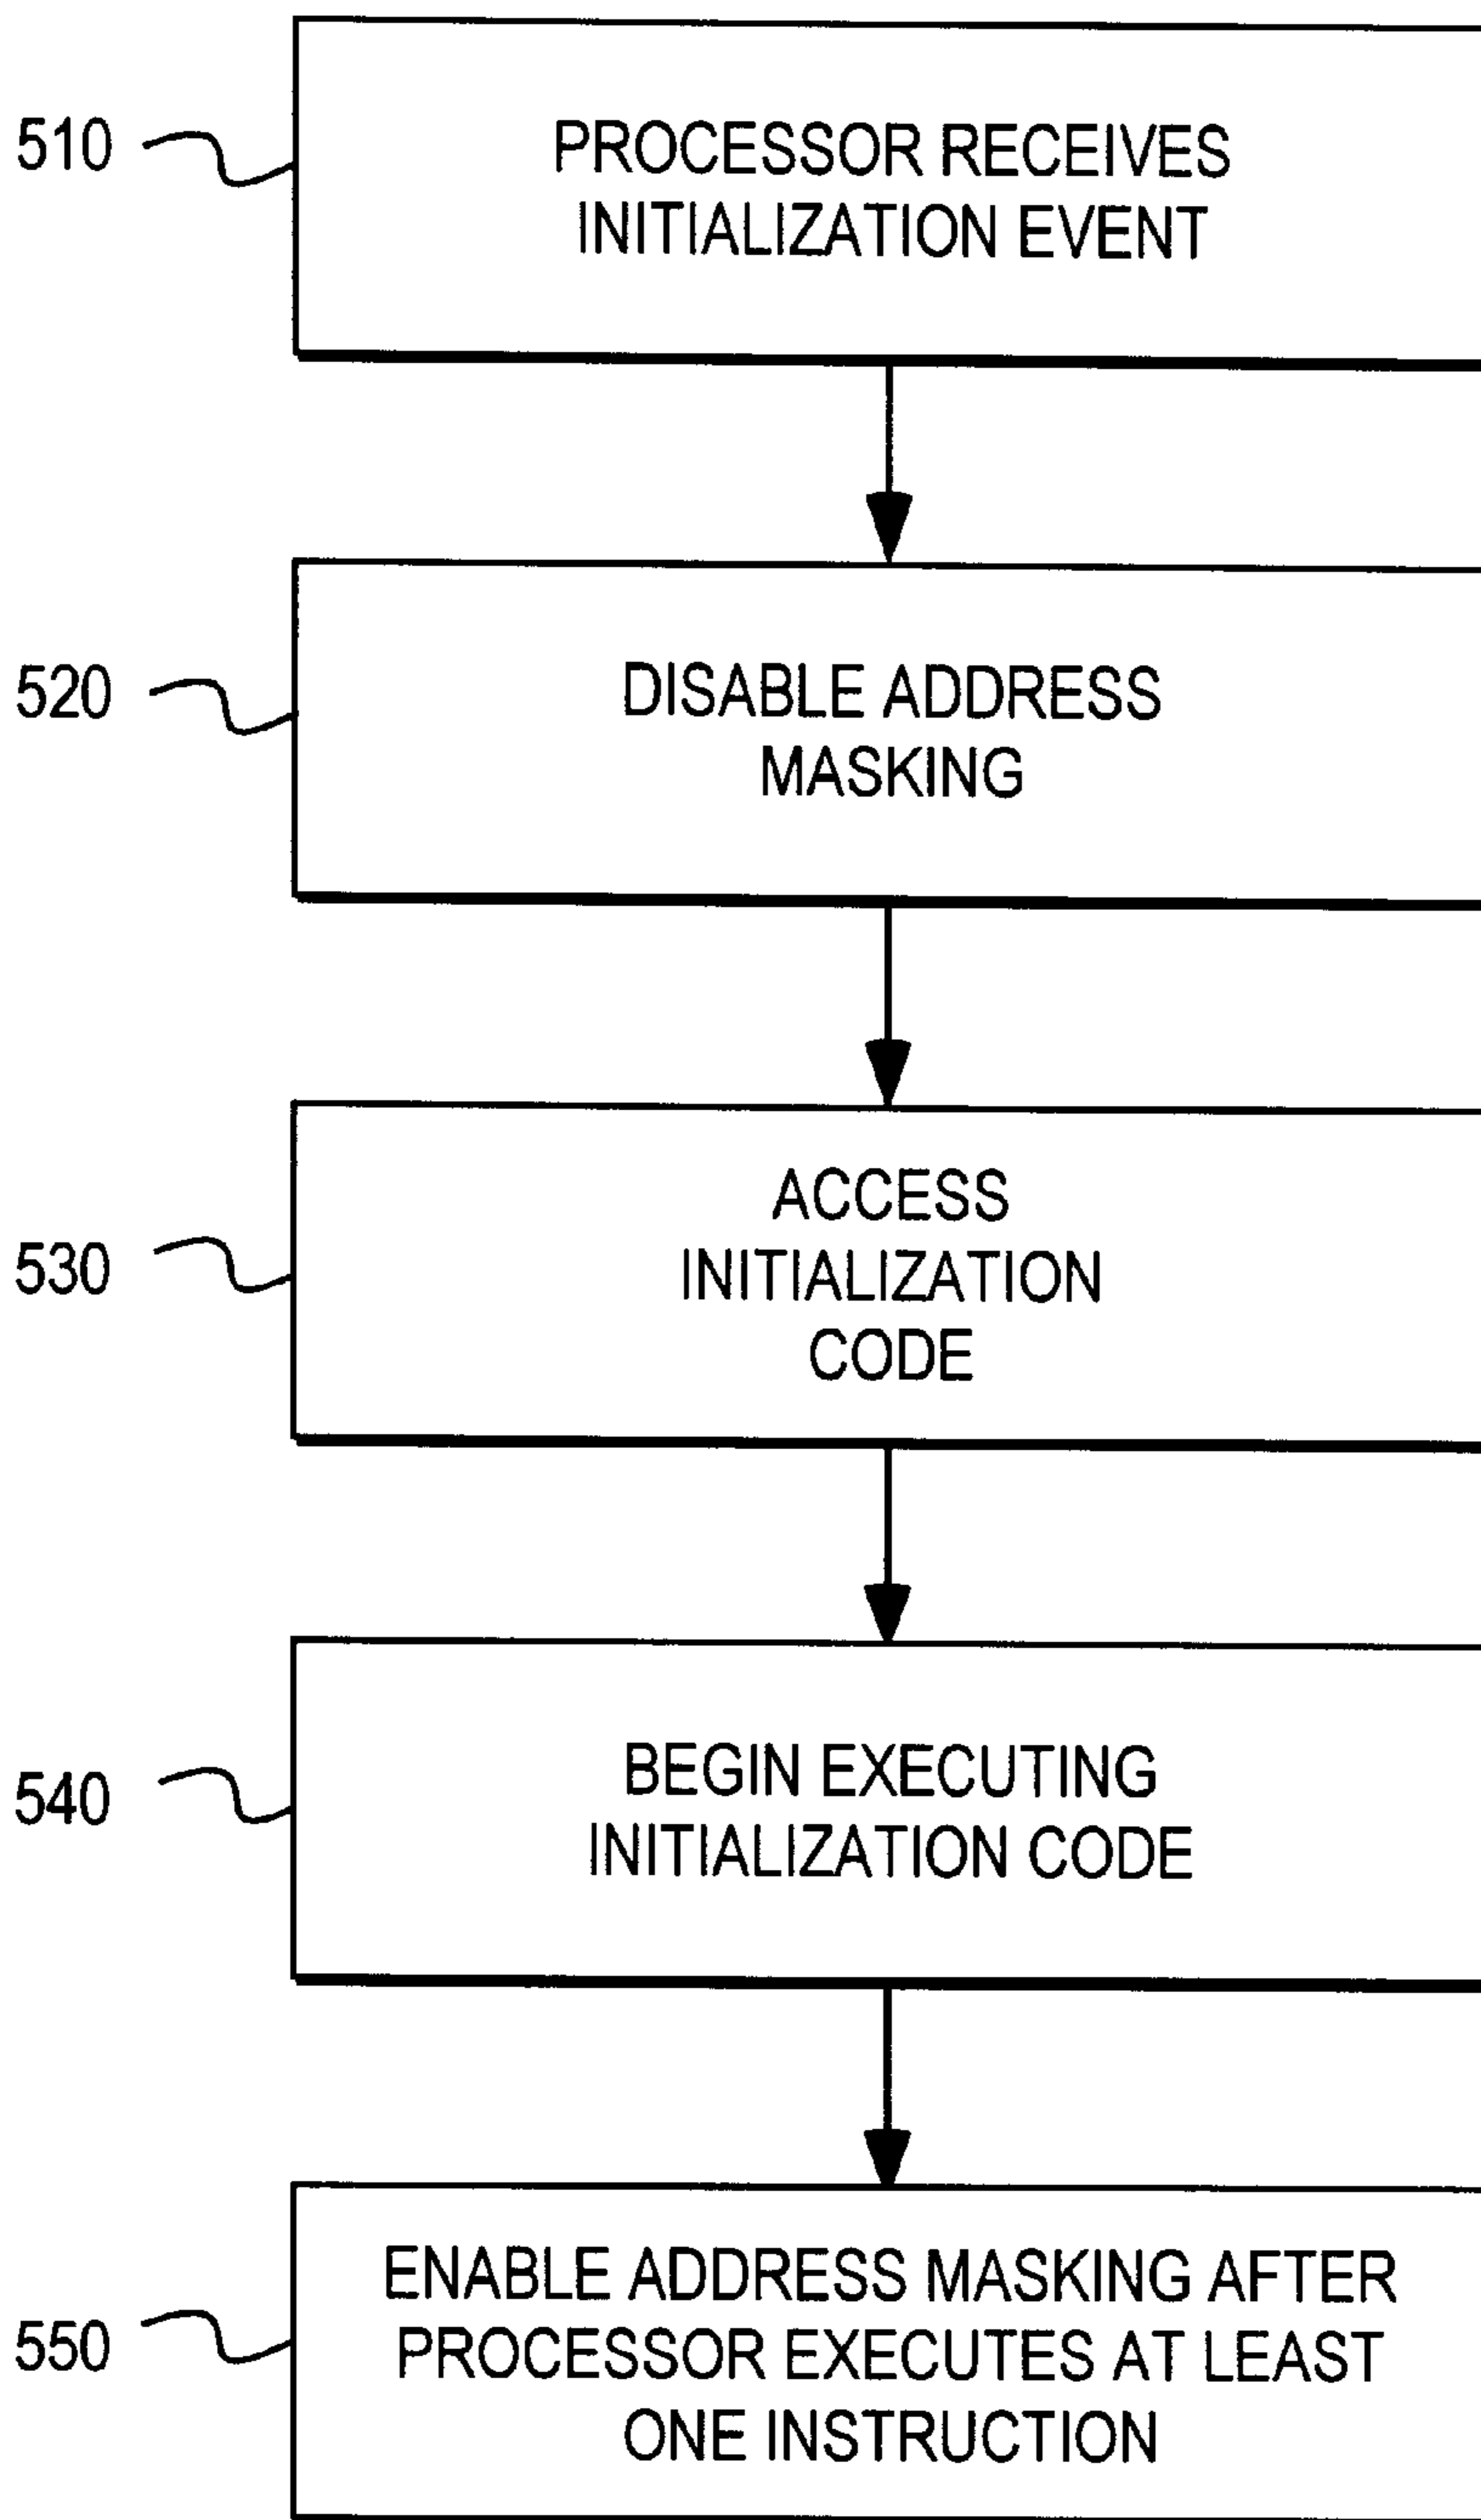 510
PROCESSOR RECEIVES
INITIALIZATION EVENT
520
DISABLE ADDRESS
MASKING
530
ACCESS
INITIALIZATION
CODE
540
BEGIN EXECUTING
INITIALIZATION CODE
550
ENABLE ADDRESS MASKING AFTER
PROCESSOR EXECUTES AT LEAST
ONE INSTRUCTION